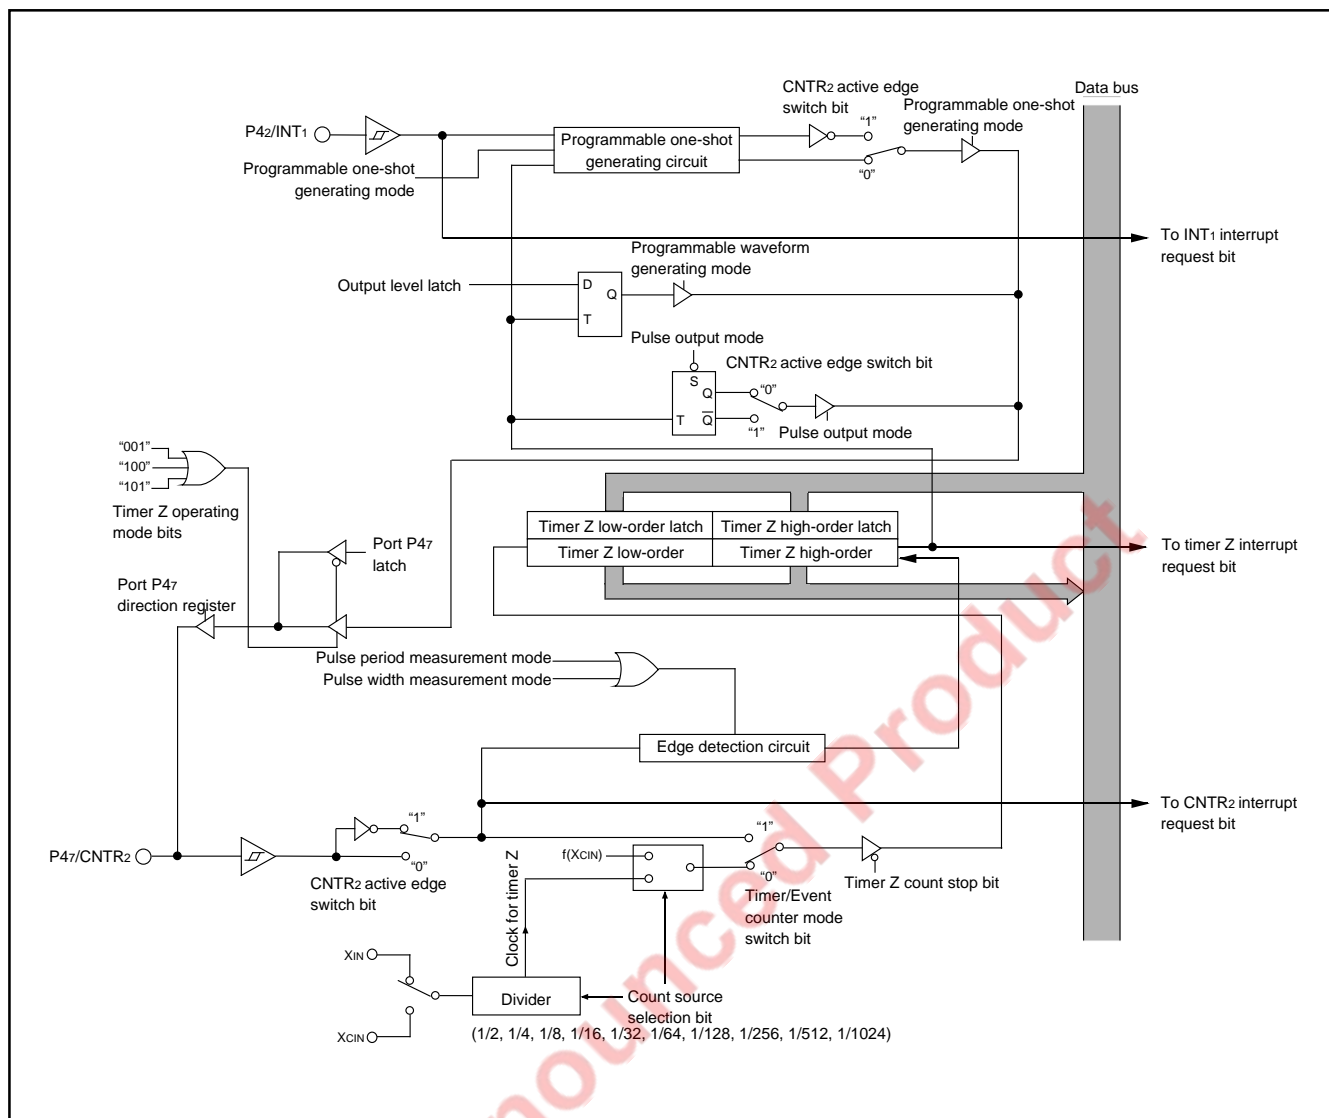 CNTR2 active edge
switch bit
Data bus
Programmable one-shot
generating mode
P42/INT1
"1"
Programmable one-shot
generating circuit
"0"
Programmable one-shot
generating mode
To INT1 interrupt
request bit
Programmable waveform
generating mode
Output level latch
D
Q
T
Pulse output mode
CNTR2 active edge switch bit
S
Q
"0"
T
Q
"1"
Pulse output mode
"001"
"100"
"101"
Timer Z operating
mode bits
Timer Z low-order latch
Timer Z high-order latch
Timer Z low-order
Timer Z high-order
To timer Z interrupt
request bit
Port P47
latch
Port P47
direction register
Pulse period measurement mode
Pulse width measurement mode
Edge detection circuit
To CNTR2 interrupt
request bit
"1"
"1"
P47/CNTR2
"0"
f(XCIN)
"0"
CNTR2 active edge
switch bit
Clock for timer Z
Timer Z count stop bit
Timer/Event
counter mode
switch bit
XIN
Divider
Count source
selection bit
XCIN
(1/2, 1/4, 1/8, 1/16, 1/32, 1/64, 1/128, 1/256, 1/512, 1/1024)
nounced Product